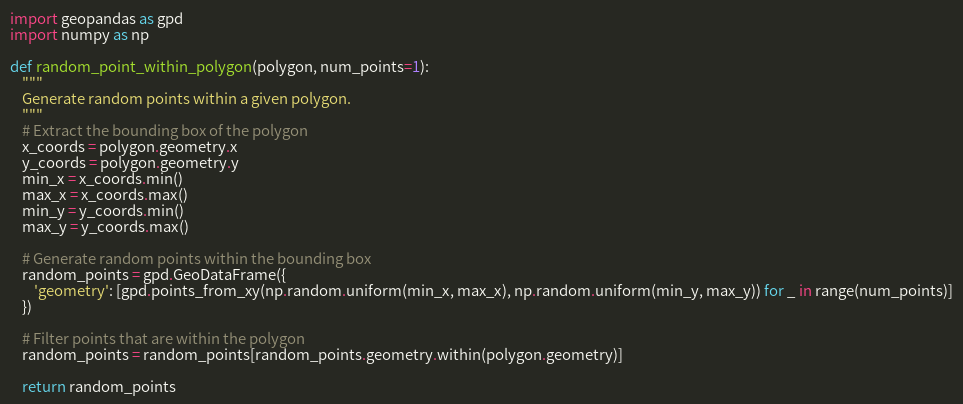 import geopandas as gpd
import numpy as np
def random_point_within_polygon(polygon, num_points=1):
"""
Generate random points within a given polygon.
"""
# Extract the bounding box of the polygon
x_coords = polygon.geometry.x
y_coords = polygon.geometry.y
min_x = x_coords.min()
max_x = x_coords.max()
min_y = y_coords.min()
max_y = y_coords.max()
# Generate random points within the bounding box
random_points = gpd.GeoDataFrame({
'geometry': [gpd.points_from_xy(np.random.uniform(min_x, max_x), np.random.uniform(min_y, max_y)) for _ in range(num_points)]
})
# Filter points that are within the polygon
random_points = random_points[random_points.geometry.within(polygon.geometry)]
return random_points